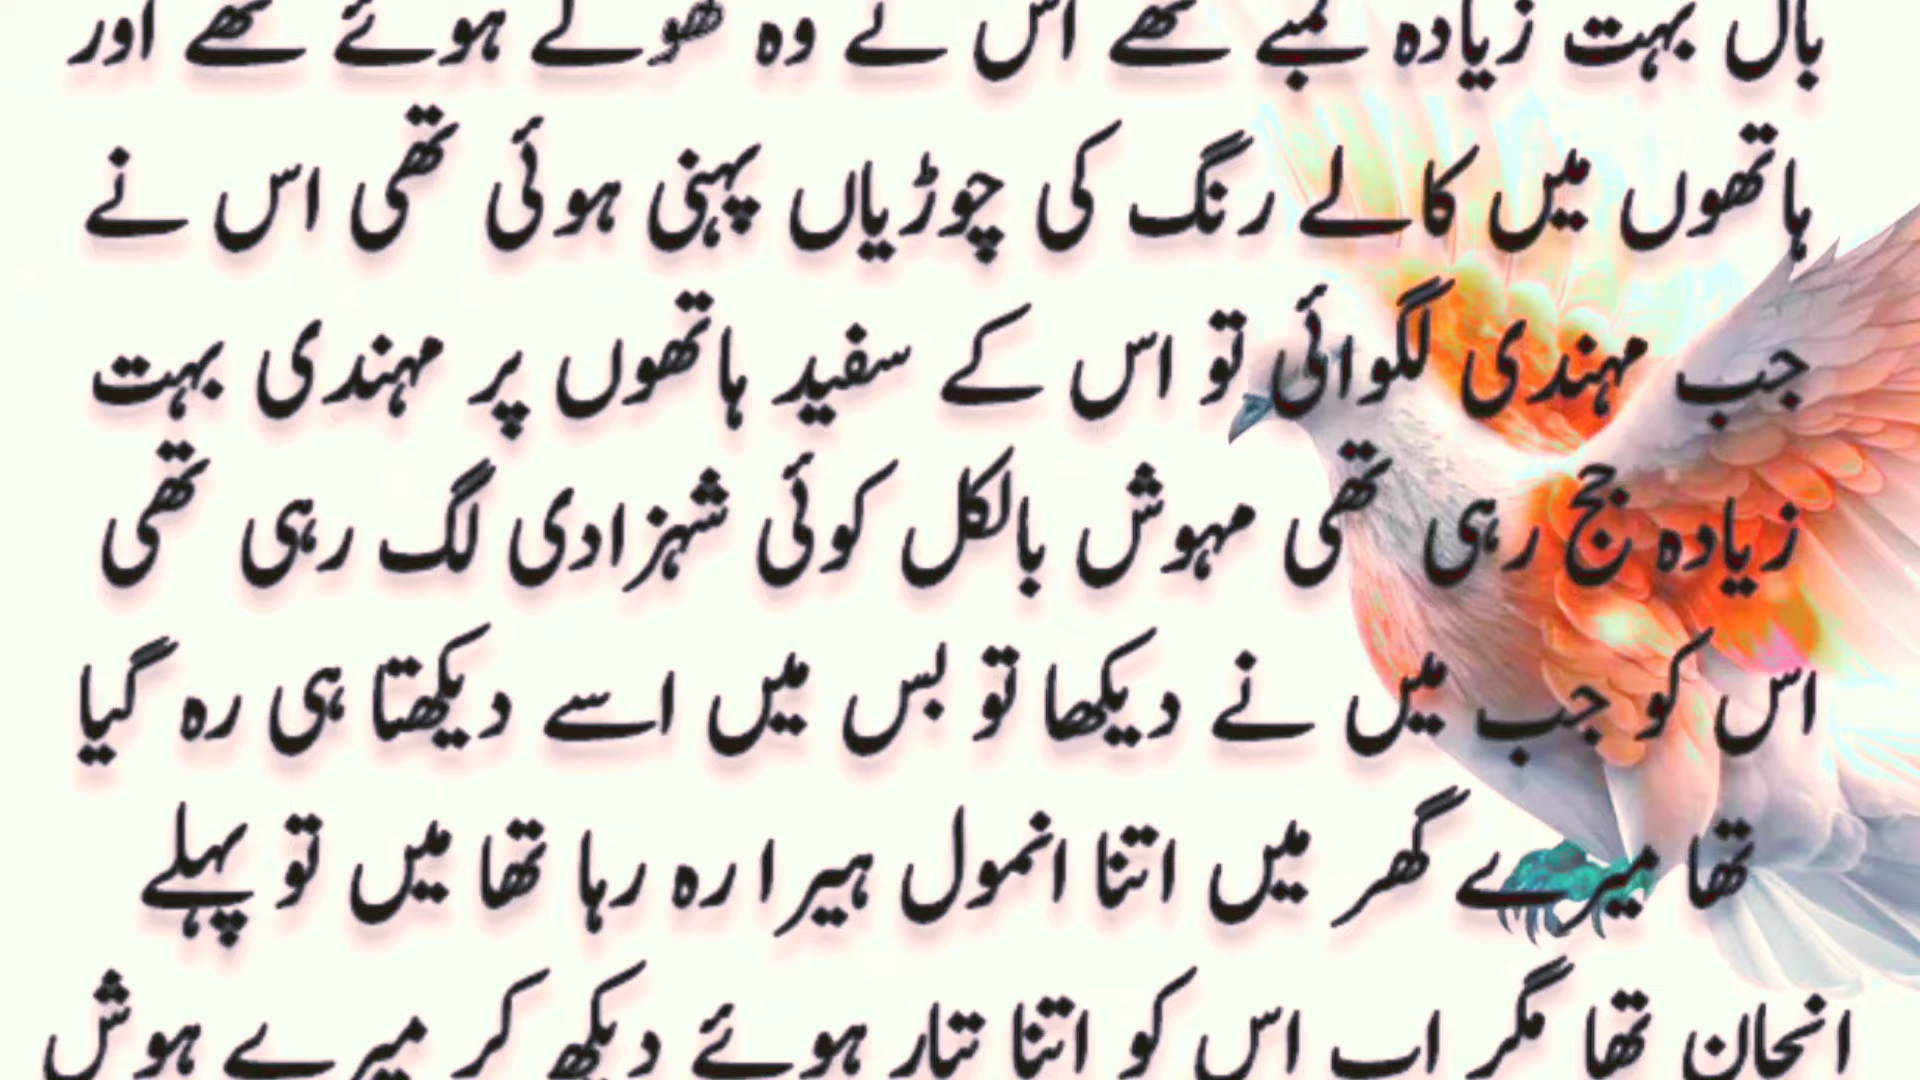 بال بہت زیادہ لمبے تھے اس نے وہ کھولے ہوئے تھے اور
ہاتھوں میں کالے رنگ کی چوڑیاں پہنی ہوئی تھی اس نے
جب مہندی لگوائی تو اس کے سفید ہاتھوں پر مہندی بہت
زیادہ جچ رہی تھی مہوش بالکل کوئی شہزادی لگ رہی تھی
اس کو جب میں نے دیکھا تو بس میں اسے دیکھتا ہی رہ گیا
تھا میرے گھر میں اتنا انمول ہیرا رہ رہا تھا میں تو پہلے
انجان تھا مگر اب اس کو اتنا تیار ہوئے دیکھ کر میرے ہوش